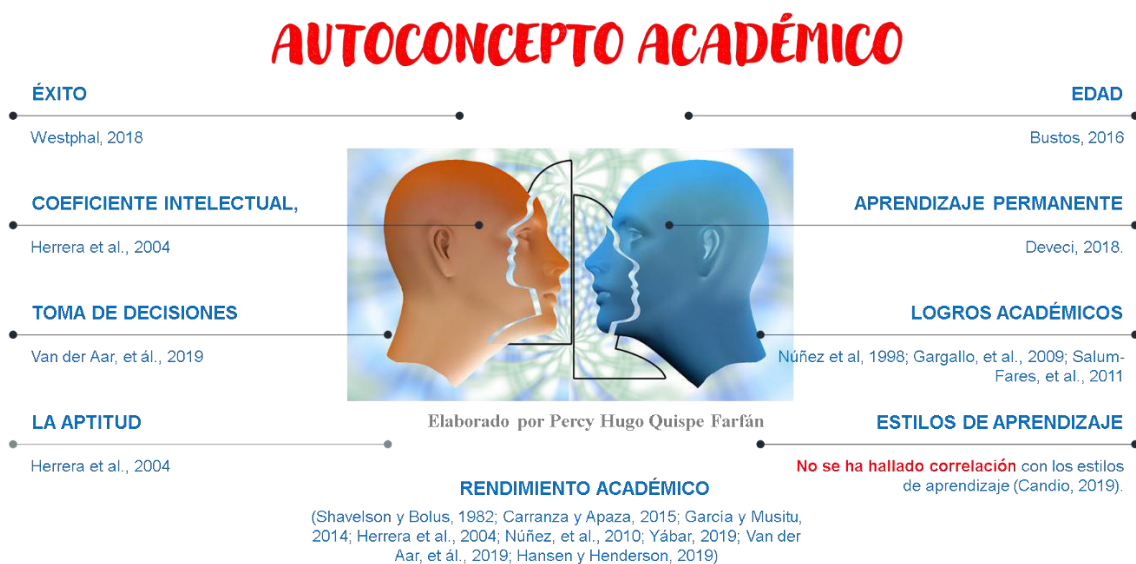 AUTOCONCEPTO ACADÉMICO
ÉXITO
Westphal, 2018
COEFICIENTE INTELECTUAL,
Herrera et al., 2004
TOMA DE DECISIONES
Van der Aar, et ál., 2019
LA APTITUD
Herrera et al., 2004
EDAD
Bustos, 2016
APRENDIZAJE PERMANENTE
Deveci, 2018.
LOGROS ACADÉMICOS
Núñez et al, 1998; Gargallo, et al., 2009; Salum-
Fares, et al., 2011
ESTILOS DE APRENDIZAJE
No se ha hallado correlación con los estilos
de aprendizaje (Candio, 2019).
Elaborado por Percy Hugo Quispe Farfán
RENDIMIENTO ACADÉMICO
(Shavelson y Bolus, 1982; Carranza y Apaza, 2015; García y Musitu,
2014; Herrera et al., 2004; Núñez, et al., 2010; Yábar, 2019; Van der
Aar, et ál., 2019; Hansen y Henderson, 2019)